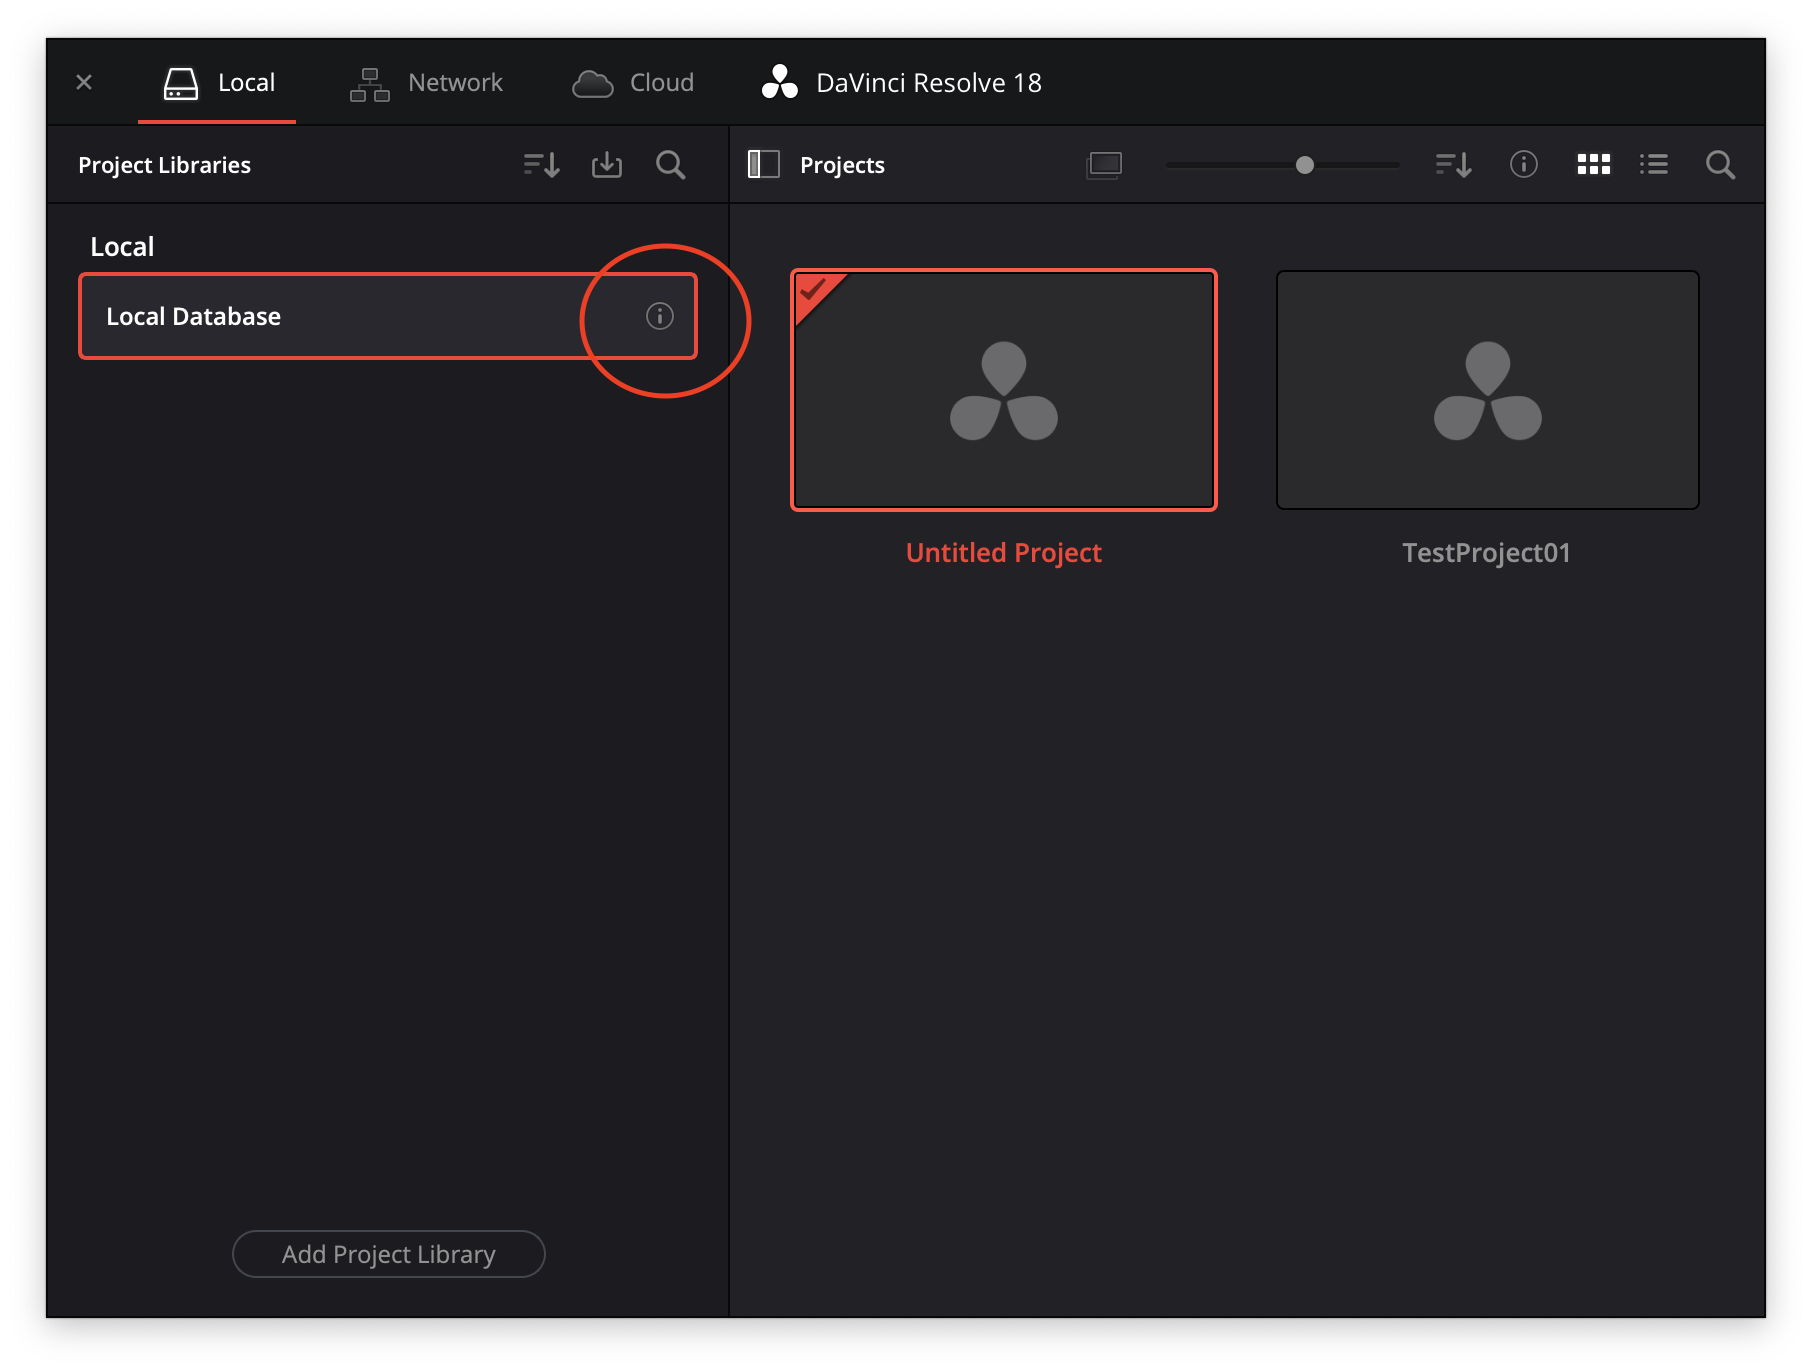 Local
Network
Cloud
DaVinci Resolve 18
Project Libraries
Projects
Local
Local Database
Untitled Project
TestProject01
Add Project Library